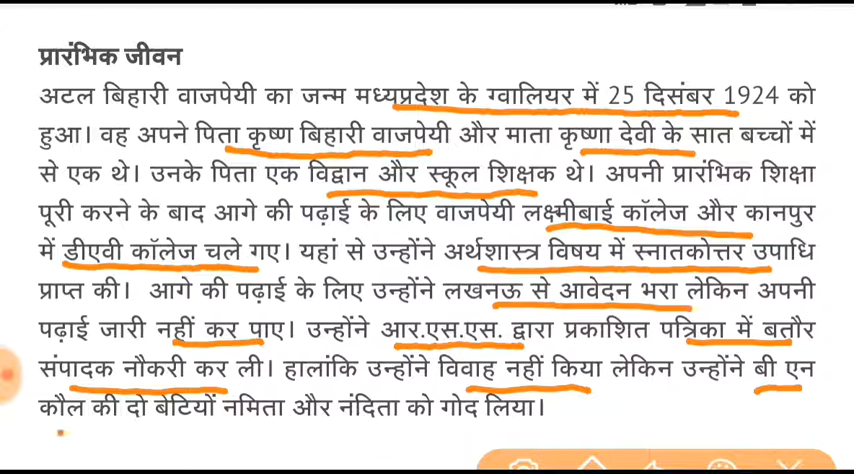 प्रारंभिक जीवन
अटल बिहारी वाजपेयी का जन्म मध्यप्रदेश के ग्वालियर में 25 दिसंबर 1924 को
हुआ। वह अपने पिता कृष्ण बिहारी वाजपेयी और माता कृष्णा देवी के सात बच्चों में
से एक थे। उनके पिता एक विद्वान और स्कूल शिक्षक थे। अपनी प्रारंभिक शिक्षा
पूरी करने के बाद आगे की पढ़ाई के लिए वाजपेयी लक्ष्मीबाई कॉलेज और कानपुर
में डीएवी कॉलेज चले गए। यहां से उन्होंने अर्थशास्त्र विषय में स्नातकोत्तर उपाधि
प्राप्त की। आगे की पढ़ाई के लिए उन्होंने लखनऊ से आवेदन भरा लेकिन अपनी
पढ़ाई जारी नहीं कर पाए। उन्होंने आर.एस.एस. द्वारा प्रकाशित पत्रिका में बतौर
संपादक नौकरी कर ली। हालांकि उन्होंने विवाह नहीं किया लेकिन उन्होंने बी एन
कौल की दो बेटियों नमिता और नंदिता को गोद लिया।